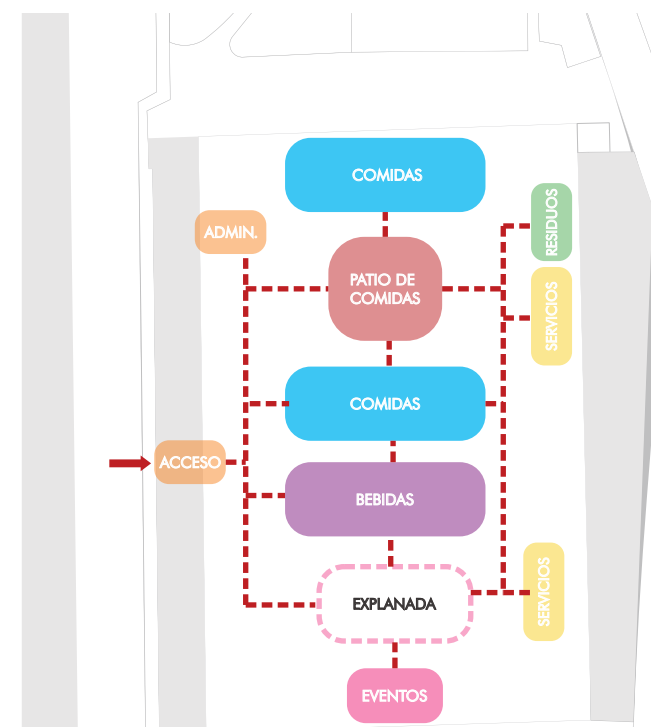 COMIDAS
RESIDUOS
ADMIN.
PATIO DE
COMIDAS
SERVICIOS
COMIDAS
ACCESO
BEBIDAS
SERVICIOS
EXPLANADA
EVENTOS